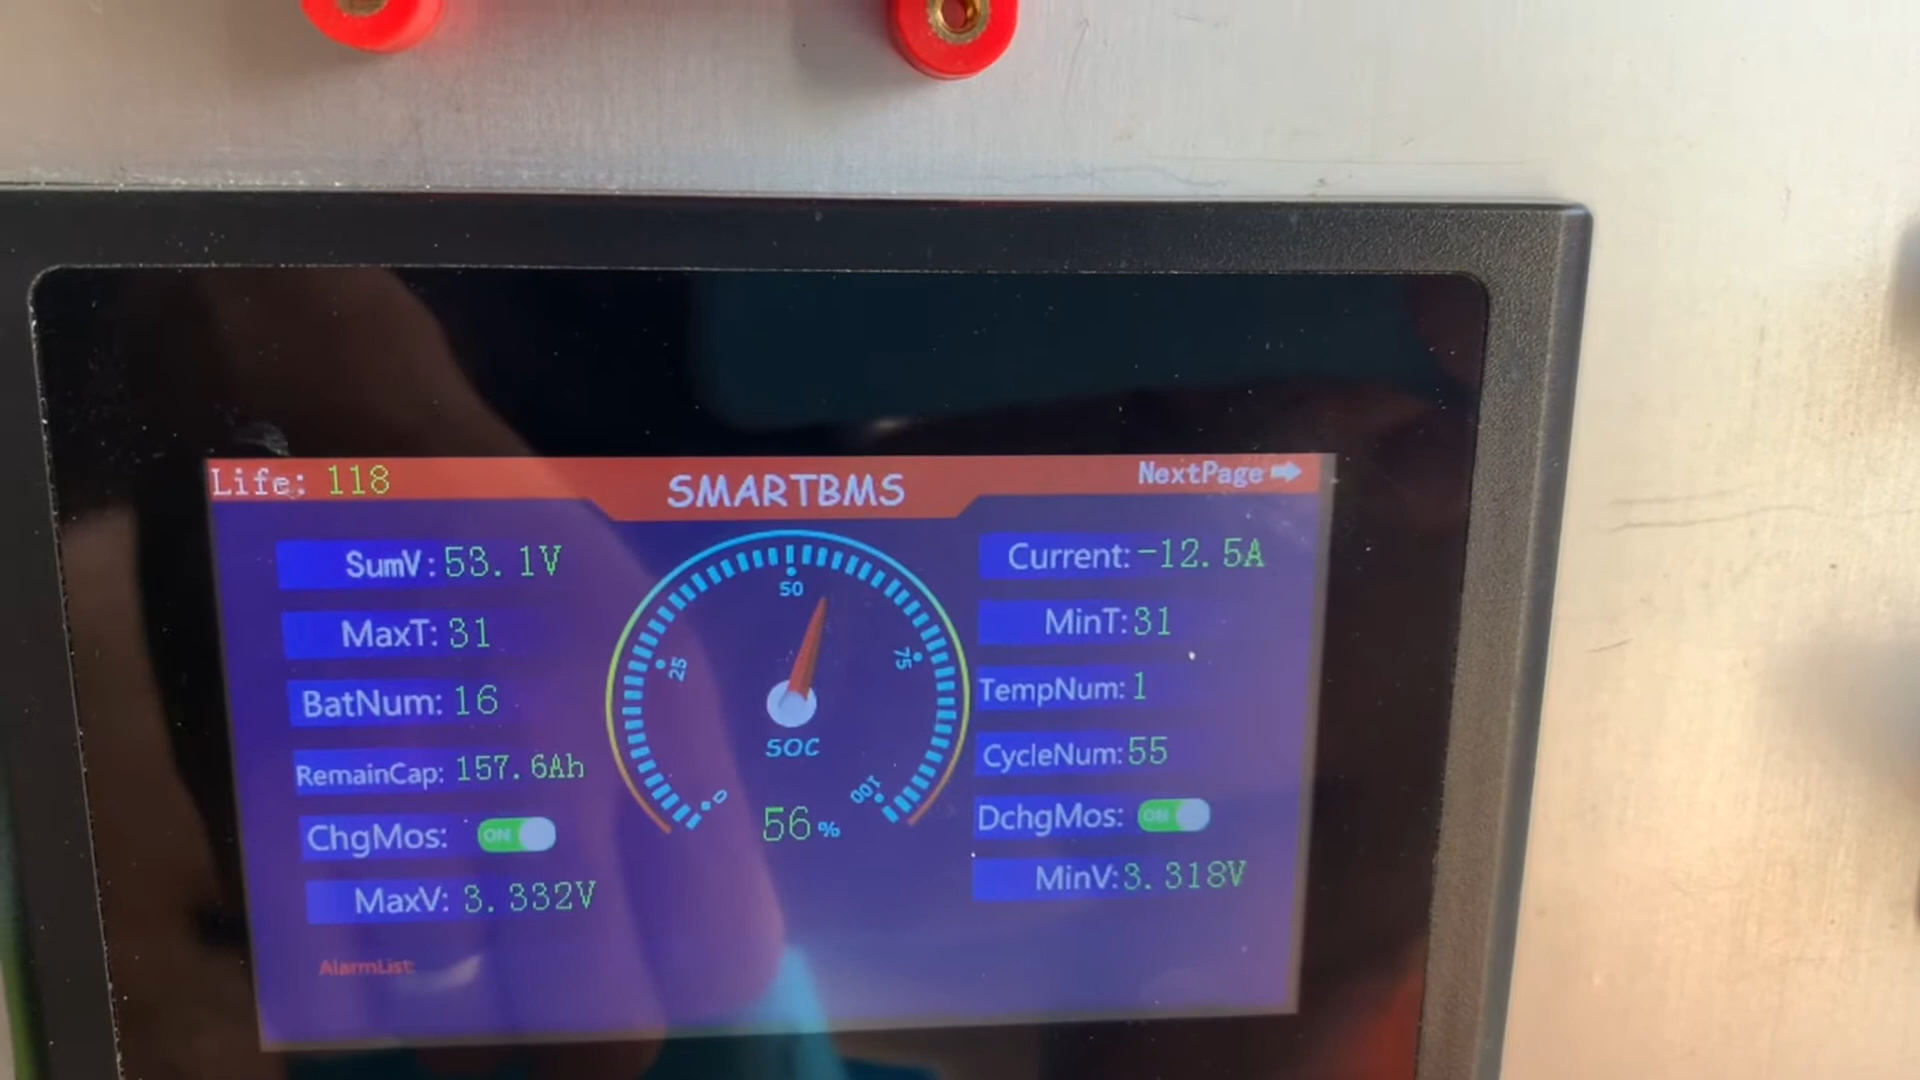 Life: 118
SMARTBMS
NextPage
SumV: 53.1V
MaxT: 31
BatNum: 16
RemainCap: 157.6Ah
ChgMos: ON
MaxV: 3.332V
AlarmList:
0
25
50
75
100
SOC
56%
Current: -12.5A
MinT: 31
TempNum: 1
CycleNum: 55
DchgMos: ON
MinV: 3.318V